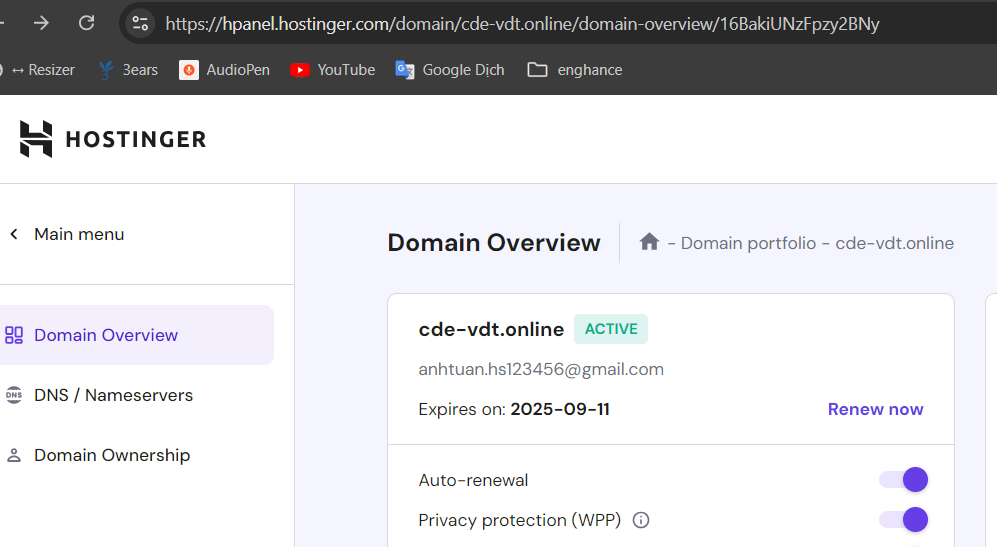 https://hpanel.hostinger.com/domain/cde-vdt.online/domain-overview/16BakiUNzFpzy2BNy
↔ Resizer 3ears AudioPen YouTube Google Dịch enghance
HOSTINGER
Main menu
Domain Overview
DNS / Nameservers
Domain Ownership
Domain Overview
- Domain portfolio - cde-vdt.online
cde-vdt.online ACTIVE
anhtuan.hs123456@gmail.com
Expires on: 2025-09-11 Renew now
Auto-renewal
Privacy protection (WPP)